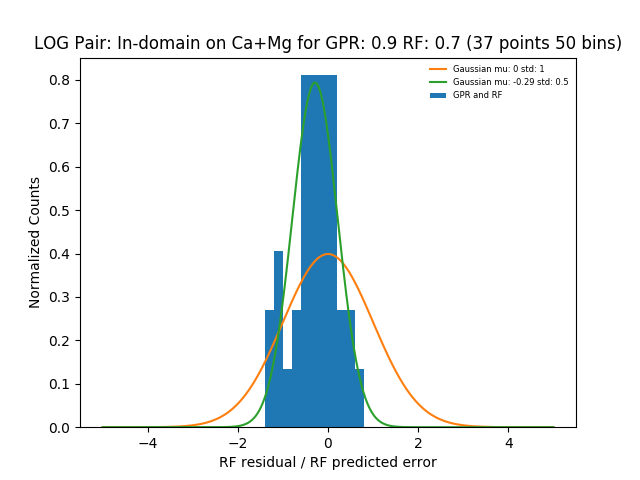 LOG Pair: In-domain on Ca+Mg for GPR: 0.9 RF: 0.7 (37 points 50 bins)
Gaussian mu: 0 std: 1
Gaussian mu: -0.29 std: 0.5
GPR and RF
Normalized Counts
0.8
0.7
0.6
0.5
0.4
0.3
0.2
0.1
0.0
−4 −2 0 2 4
RF residual / RF predicted error